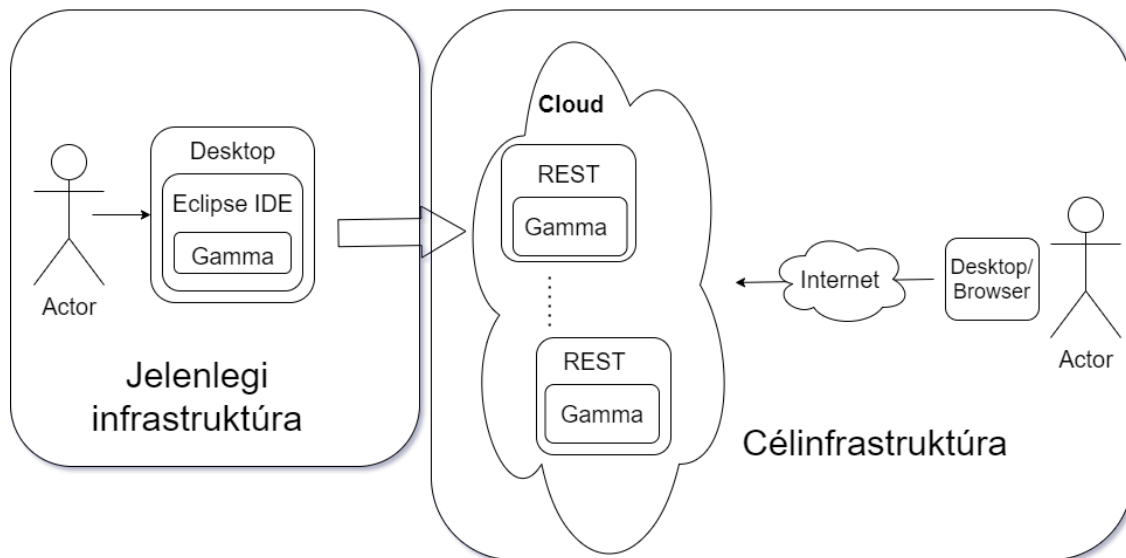 Desktop
Eclipse IDE
Gamma
Actor
Jelenlegi
infrastruktúra
Cloud
REST
Gamma
REST
Gamma
Internet
Desktop/
Browser
Actor
Célinfrastruktúra